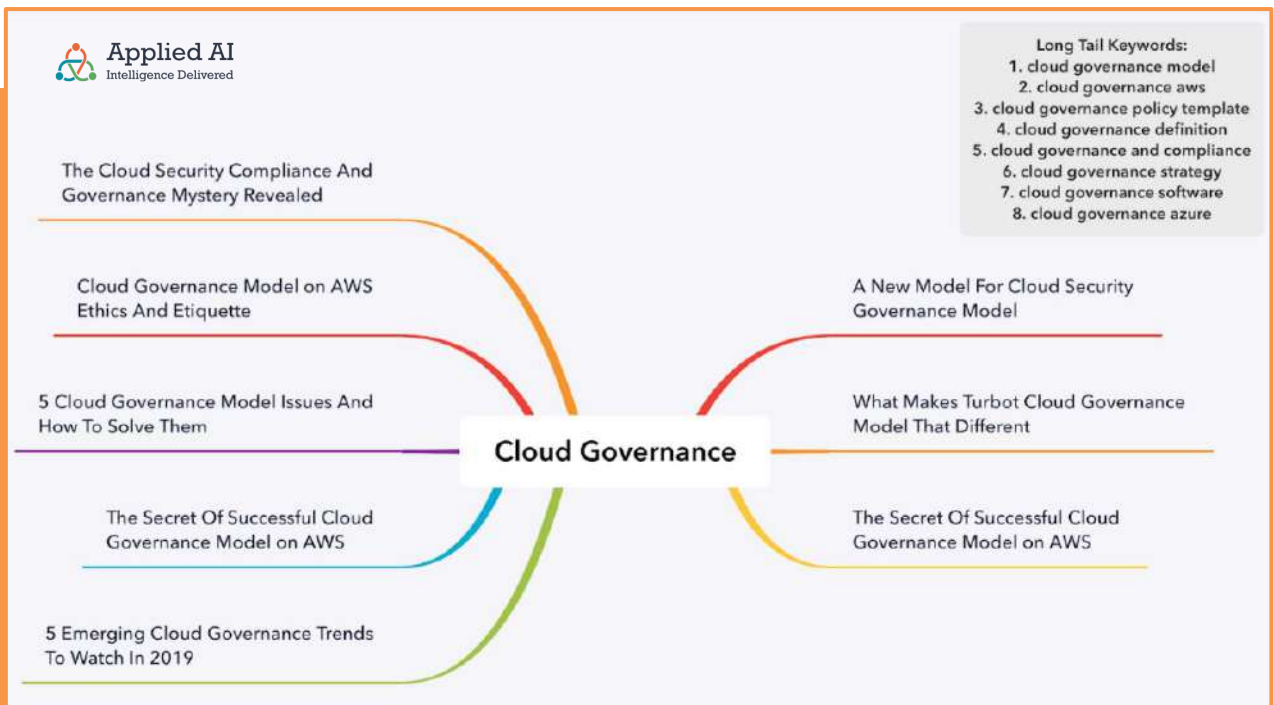 Applied AI
Intelligence Delivered
Long Tail Keywords:
1. cloud governance model
2. cloud governance aws
3. cloud governance policy template
4. cloud governance definition
5. cloud governance and compliance
6. cloud governance strategy
7. cloud governance software
8. cloud governance azure
The Cloud Security Compliance And
Governance Mystery Revealed
Cloud Governance Model on AWS
Ethics And Etiquette
5 Cloud Governance Model Issues And
How To Solve Them
The Secret Of Successful Cloud
Governance Model on AWS
5 Emerging Cloud Governance Trends
To Watch In 2019
Cloud Governance
A New Model For Cloud Security
Governance Model
What Makes Turbot Cloud Governance
Model That Different
The Secret Of Successful Cloud
Governance Model on AWS